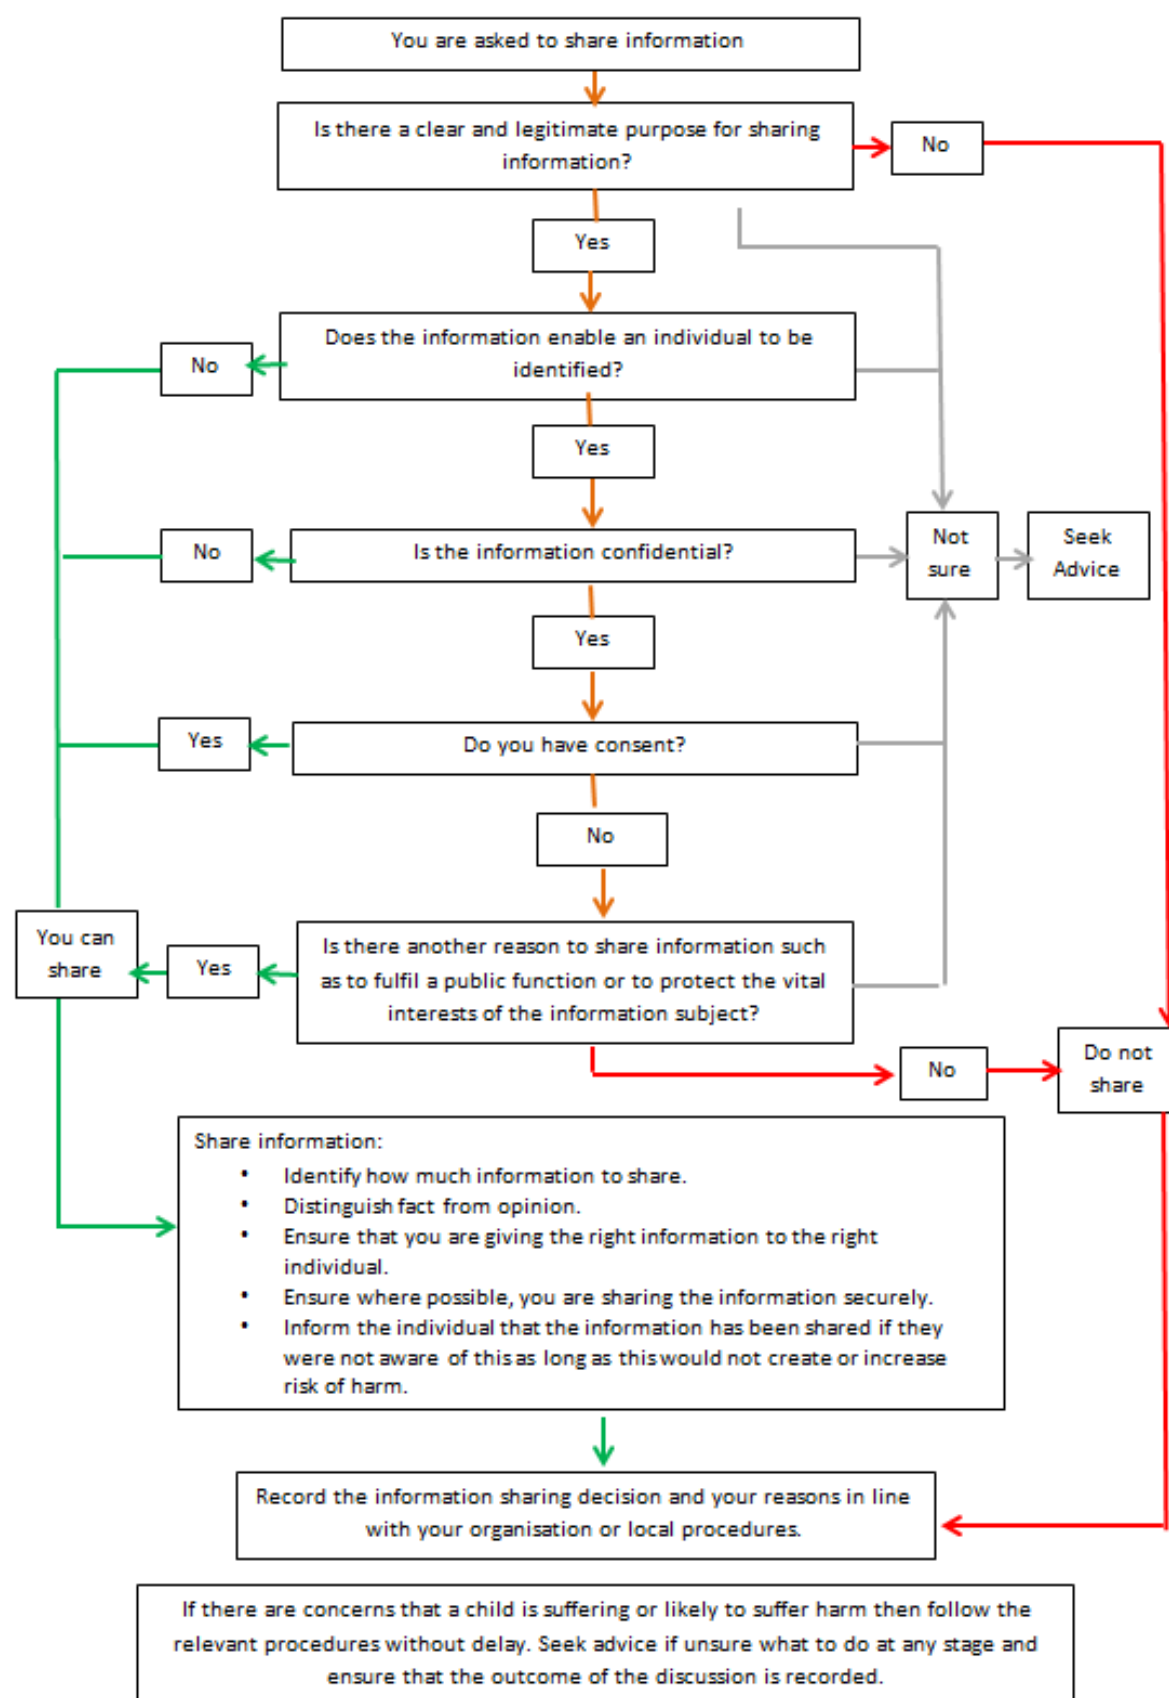 You are asked to share information
Is there a clear and legitimate purpose for sharing
information?
No
Yes
Does the information enable an individual to be
identified?
No
Yes
Is the information confidential?
No
Not
sure
Seek
Advice
Yes
Do you have consent?
Yes
No
Is there another reason to share information such
as to fulfil a public function or to protect the vital
interests of the information subject?
Yes
You can
share
No
Do not
share
Share information:
• Identify how much information to share.
• Distinguish fact from opinion.
• Ensure that you are giving the right information to the right
individual.
• Ensure where possible, you are sharing the information securely.
• Inform the individual that the information has been shared if they
were not aware of this as long as this would not create or increase
risk of harm.
Record the information sharing decision and your reasons in line
with your organisation or local procedures.
If there are concerns that a child is suffering or likely to suffer harm then follow the
relevant procedures without delay. Seek advice if unsure what to do at any stage and
ensure that the outcome of the discussion is recorded.